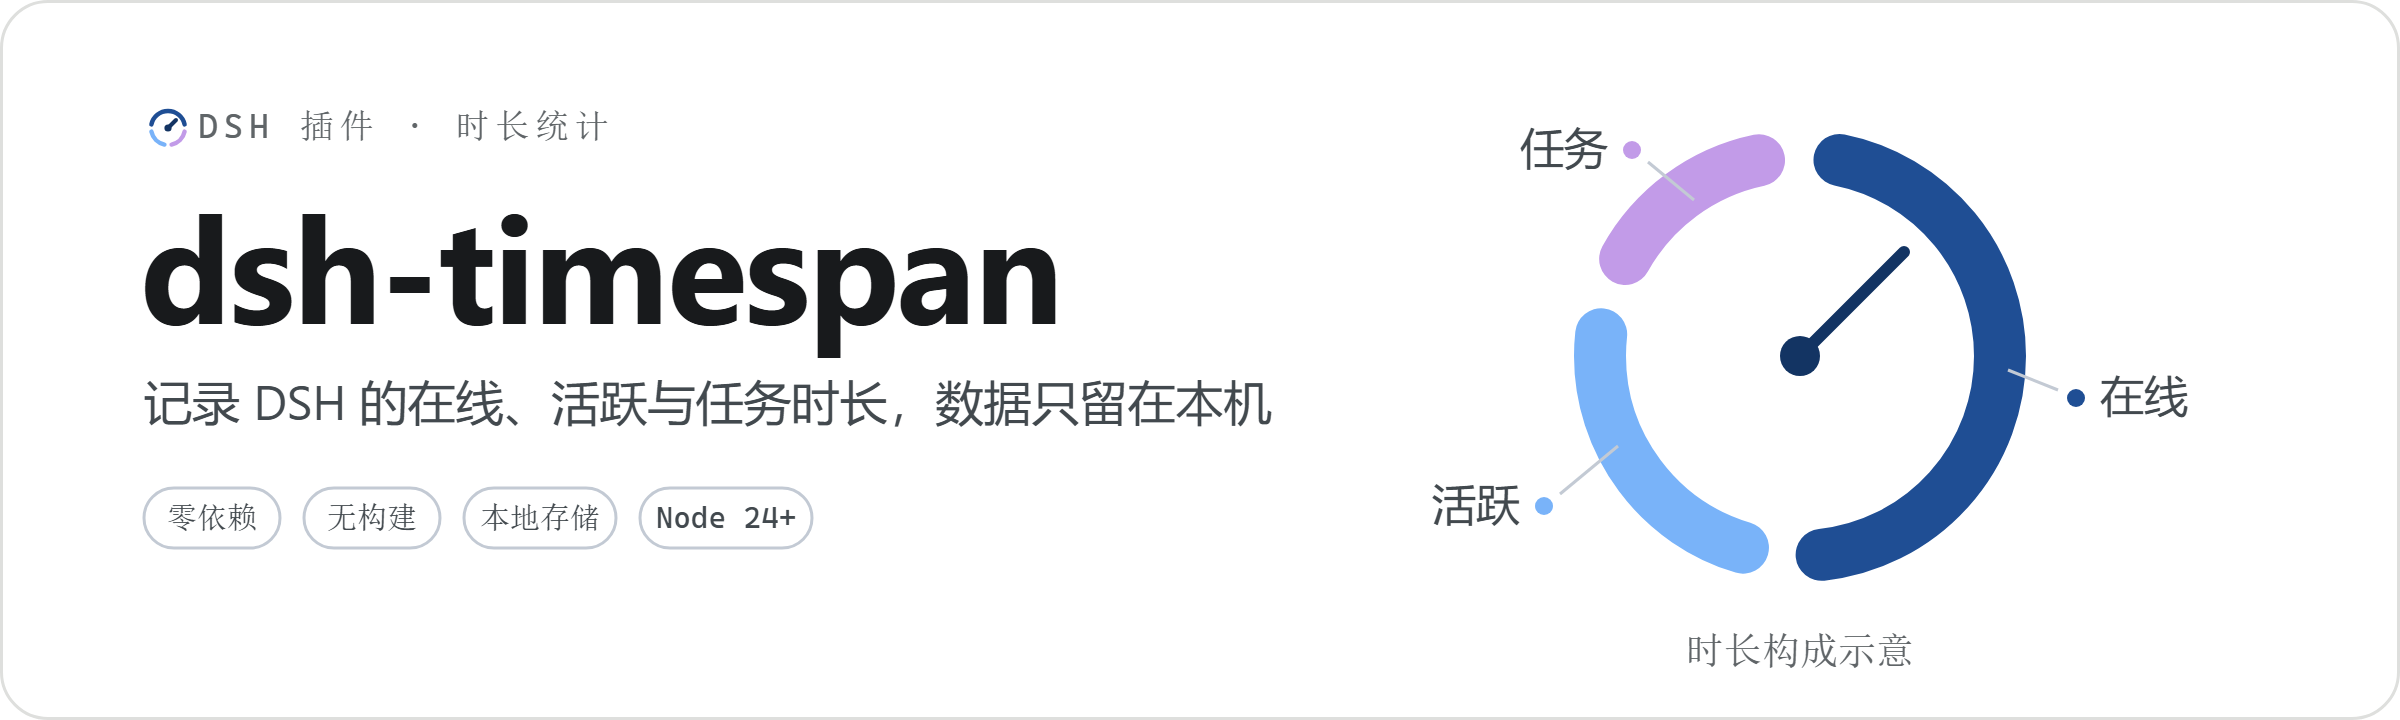 DSH 插件 · 时长统计
dsh-timespan
记录 DSH 的在线、活跃与任务时长，数据只留在本机
零依赖
无构建
本地存储
Node 24+
任务
在线
活跃
时长构成示意